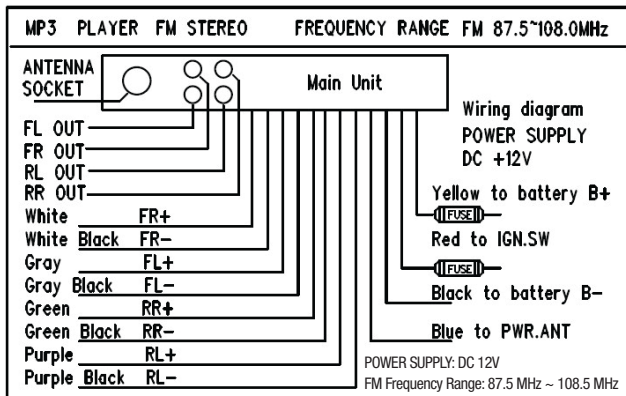 MP3 PLAYER FM STEREO FREQUENCY RANGE FM 87.5~108.0MHz
ANTENNA
SOCKET
Main Unit
FL OUT
FR OUT
RL OUT
RR OUT
White FR+
White Black FR-
Gray FL+
Gray Black FL-
Green RR+
Green Black RR-
Purple RL+
Purple Black RL-
Wiring diagram
POWER SUPPLY
DC +12V
Yellow to battery B+
FUSE
Red to IGN.SW
FUSE
Black to battery B-
Blue to PWR.ANT
POWER SUPPLY: DC 12V
FM Frequency Range: 87.5 MHz ~ 108.5 MHz